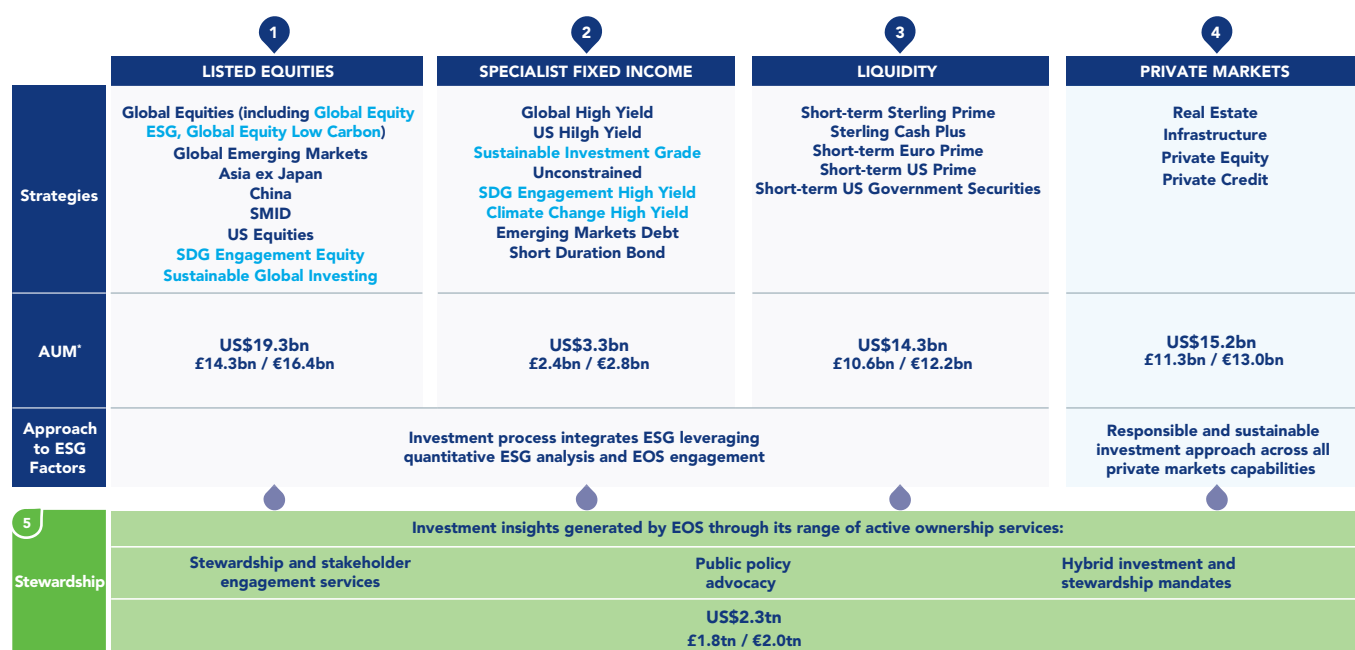 1
2
3
4
LISTED EQUITIES
SPECIALIST FIXED INCOME
LIQUIDITY
PRIVATE MARKETS
Strategies
Global Equities (including Global Equity
ESG, Global Equity Low Carbon)
Global Emerging Markets
Asia ex Japan
China
SMID
US Equities
SDG Engagement Equity
Sustainable Global Investing
Global High Yield
US HiIgh Yield
Sustainable Investment Grade
Unconstrained
SDG Engagement High Yield
Climate Change High Yield
Emerging Markets Debt
Short Duration Bond
Short-term Sterling Prime
Sterling Cash Plus
Short-term Euro Prime
Short-term US Prime
Short-term US Government Securities
Real Estate
Infrastructure
Private Equity
Private Credit
AUM*
US$19.3bn
£14.3bn / €16.4bn
US$3.3bn
£2.4bn / €2.8bn
US$14.3bn
£10.6bn / €12.2bn
US$15.2bn
£11.3bn / €13.0bn
Approach
to ESG
Factors
Investment process integrates ESG leveraging
quantitative ESG analysis and EOS engagement
Responsible and sustainable
investment approach across all
private markets capabilities
5
Stewardship
Investment insights generated by EOS through its range of active ownership services:
Stewardship and stakeholder
engagement services
Public policy
advocacy
Hybrid investment and
stewardship mandates
US$2.3tn
£1.8tn / €2.0tn